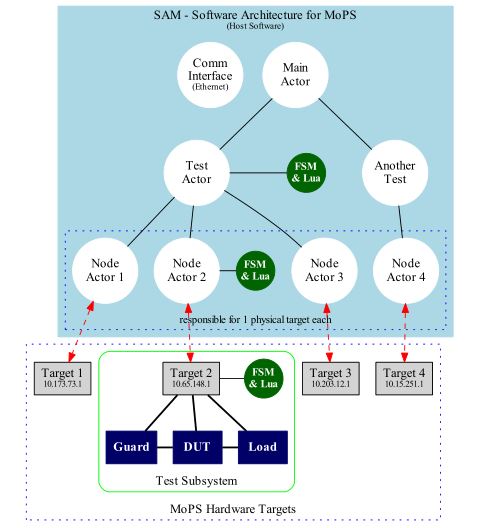 SAM - Software Architecture for MoPS
(Host Software)
Comm
Interface
(Ethernet)
Main
Actor
Test
Actor
FSM
& Lua
Another
Test
Node
Actor 1
Node
Actor 2
FSM
& Lua
Node
Actor 3
Node
Actor 4
responsible for 1 physical target each
Target 1
10.173.73.1
Target 2
10.65.148.1
FSM
& Lua
Target 3
10.203.12.1
Target 4
10.15.251.1
Guard
DUT
Load
Test Subsystem
MoPS Hardware Targets